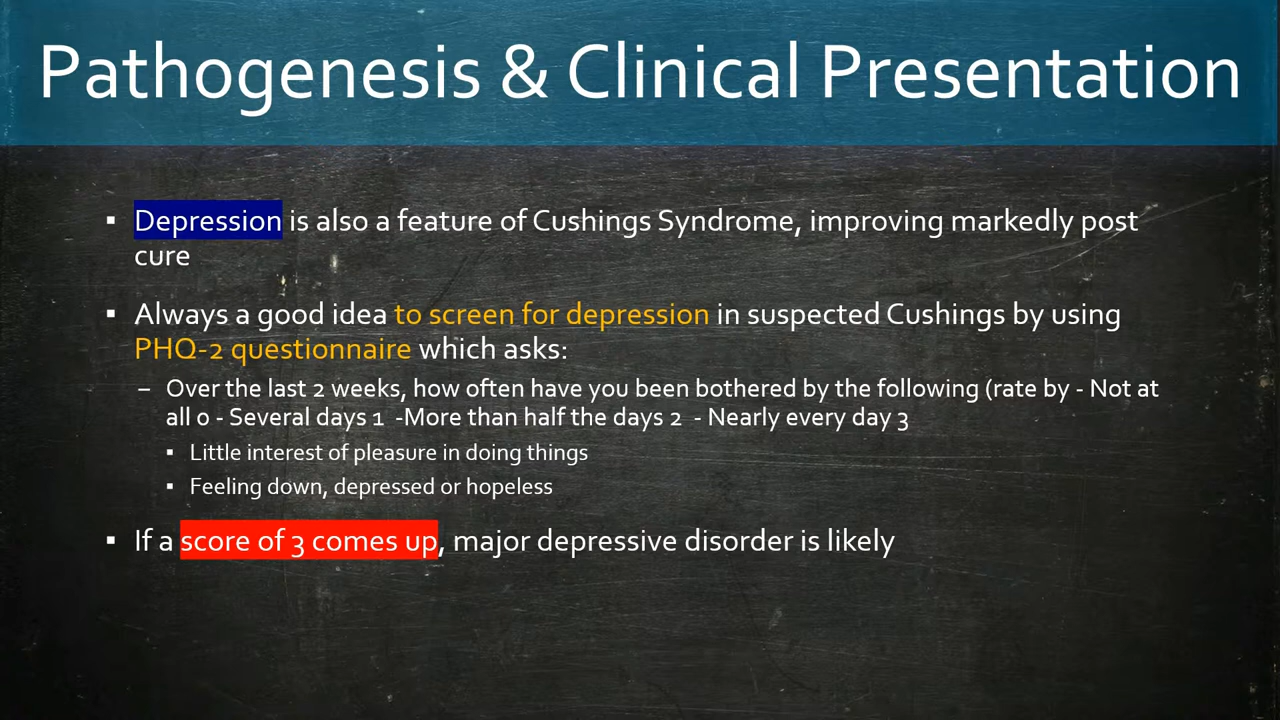 Pathogenesis & Clinical Presentation
▪ Depression is also a feature of Cushings Syndrome, improving markedly post
cure
▪ Always a good idea to screen for depression in suspected Cushings by using
PHQ-2 questionnaire which asks:
– Over the last 2 weeks, how often have you been bothered by the following (rate by - Not at
all 0 - Several days 1 -More than half the days 2 - Nearly every day 3
▪ Little interest of pleasure in doing things
▪ Feeling down, depressed or hopeless
▪ If a score of 3 comes up, major depressive disorder is likely